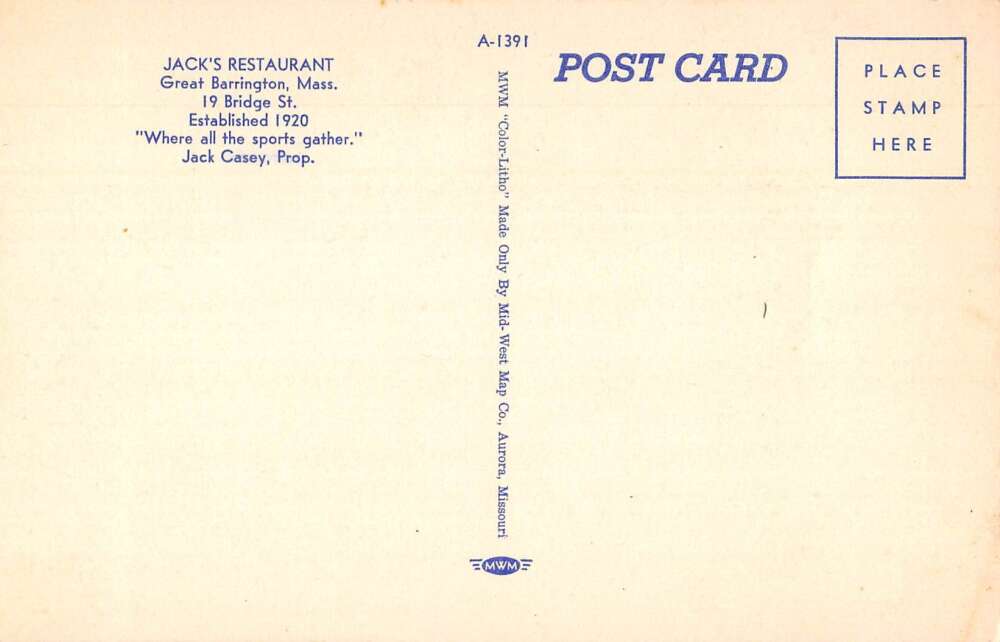 JACK'S RESTAURANT
Great Barrington, Mass.
19 Bridge St.
Established 1920
"Where all the sports gather."
Jack Casey, Prop.
A-1391
MWM "Color-Litho" Made Only By Mid-West Map Co., Aurora, Missouri
MWM
POST CARD
PLACE
STAMP
HERE